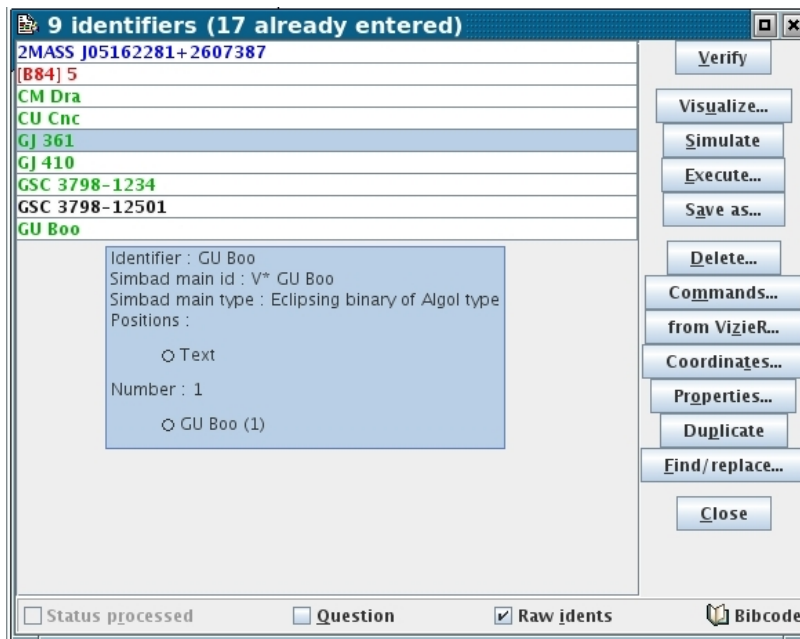 9 identifiers (17 already entered)
2MASS J05162281+2607387
[B84] 5
CM Dra
CU Cnc
GJ 361
GJ 410
GSC 3798-1234
GSC 3798-12501
GU Boo
Identifier : GU Boo
Simbad main id : V* GU Boo
Simbad main type : Eclipsing binary of Algol type
Positions :
Text
Number : 1
GU Boo (1)
Verify
Visualize...
Simulate
Execute...
Save as...
Delete...
Commands...
from VizieR...
Coordinates...
Properties...
Duplicate
Find/replace...
Close
Status processed
Question
Raw idents
Bibcode